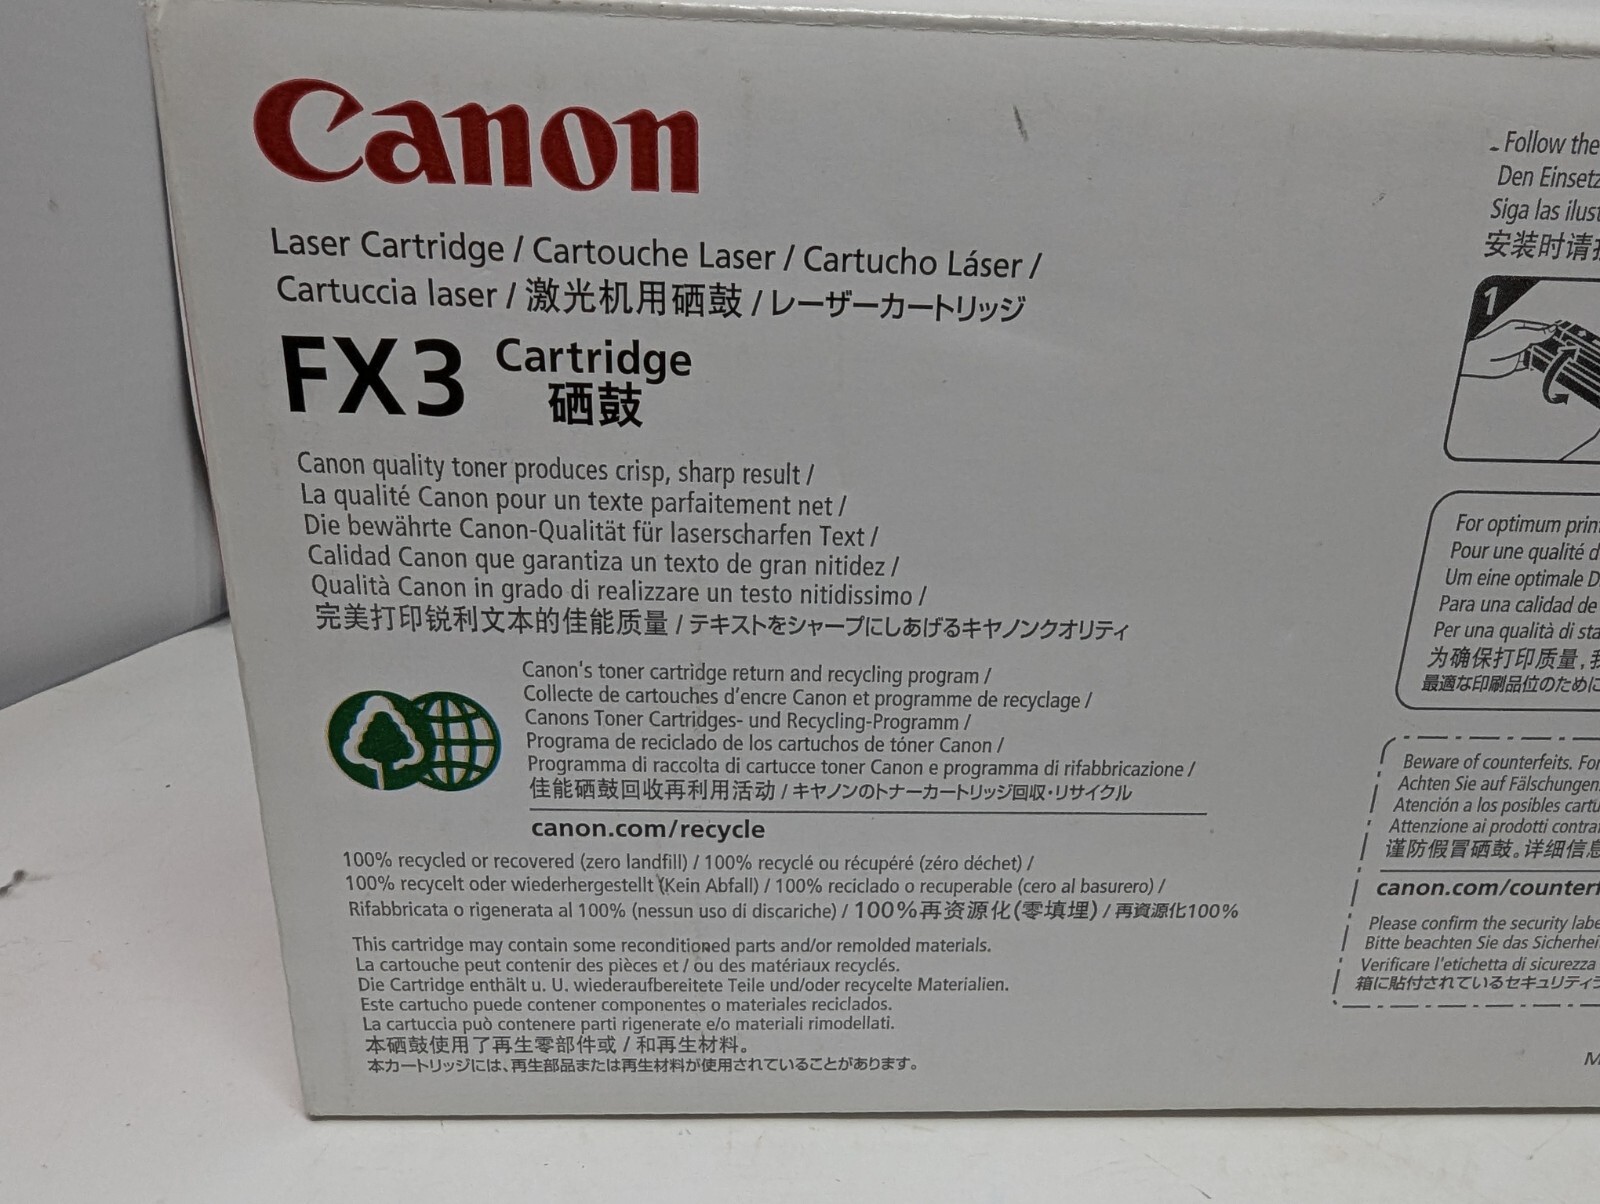 Canon
Laser Cartridge / Cartouche Laser / Cartucho Láser /
Cartuccia laser / 激光机用硒鼓 / レーザーカートリッジ
FX3 Cartridge
硒鼓
Canon quality toner produces crisp, sharp result /
La qualité Canon pour un texte parfaitement net /
Die bewährte Canon-Qualität für laserscharfen Text /
Calidad Canon que garantiza un texto de gran nitidez /
Qualità Canon in grado di realizzare un testo nitidissimo /
完美打印锐利文本的佳能质量 / テキストをシャープにしあげるキヤノンクオリティ
Canon's toner cartridge return and recycling program /
Collecte de cartouches d'encre Canon et programme de recyclage /
Canons Toner Cartridges- und Recycling-Programm /
Programa de reciclado de los cartuchos de tóner Canon /
Programma di raccolta di cartucce toner Canon e programma di rifabbricazione /
佳能硒鼓回收再利用活动 / キヤノンのトナーカートリッジ回収・リサイクル
canon.com/recycle
100% recycled or recovered (zero landfill) / 100% recyclé ou récupéré (zéro déchet) /
100% recycelt oder wiederhergestellt (Kein Abfall) / 100% reciclado o recuperable (cero al basurero) /
Rifabbricata o rigenerata al 100% (nessun uso di discariche) / 100%再资源化(零填埋) / 再資源化100%
This cartridge may contain some reconditioned parts and/or remolded materials.
La cartouche peut contenir des pièces et / ou des matériaux recyclés.
Die Cartridge enthält u. U. wiederaufbereitete Teile und/oder recycelte Materialien.
Este cartucho puede contener componentes o materiales reciclados.
La cartuccia può contenere parti rigenerate e/o materiali rimodellati.
本硒鼓使用了再生零部件或 / 和再生材料。
本カートリッジには、再生部品または再生材料が使用されていることがあります。
Follow the
Den Einsetz
Siga las ilust
安装时请
1
For optimum prin
Pour une qualité d
Um eine optimale D
Para una calidad de
Per una qualità di sta
为确保打印质量,
最適な印刷品位のために
Beware of counterfeits. For
Achten Sie auf Fälschungen.
Atención a los posibles cartu
Attenzione ai prodotti contra
谨防假冒硒鼓。详细信息
canon.com/counterf
Please confirm the security labe
Bitte beachten Sie das Sicherhei
Verificare l'etichetta di sicurezza
箱に貼付されているセキュリティ
M